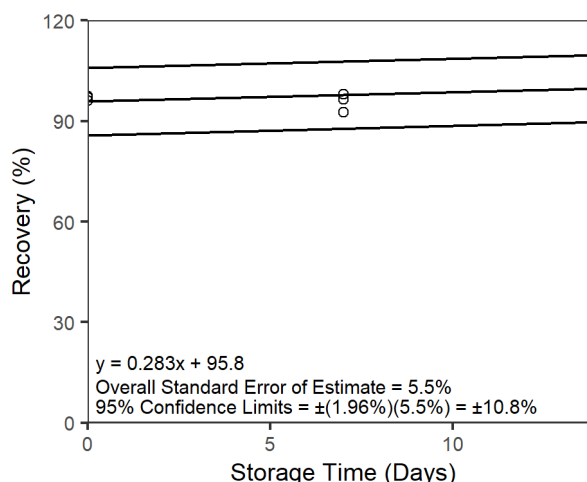 120
90
60
30
0
Recovery (%)
y = 0.283x + 95.8
Overall Standard Error of Estimate = 5.5%
95% Confidence Limits = ±(1.96%)(5.5%) = ±10.8%
0 5 10
Storage Time (Days)